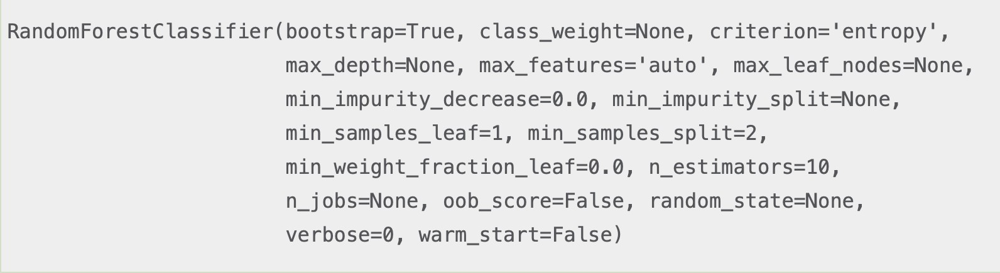 RandomForestClassifier(bootstrap=True, class_weight=None, criterion='entropy',
max_depth=None, max_features='auto', max_leaf_nodes=None,
min_impurity_decrease=0.0, min_impurity_split=None,
min_samples_leaf=1, min_samples_split=2,
min_weight_fraction_leaf=0.0, n_estimators=10,
n_jobs=None, oob_score=False, random_state=None,
verbose=0, warm_start=False)